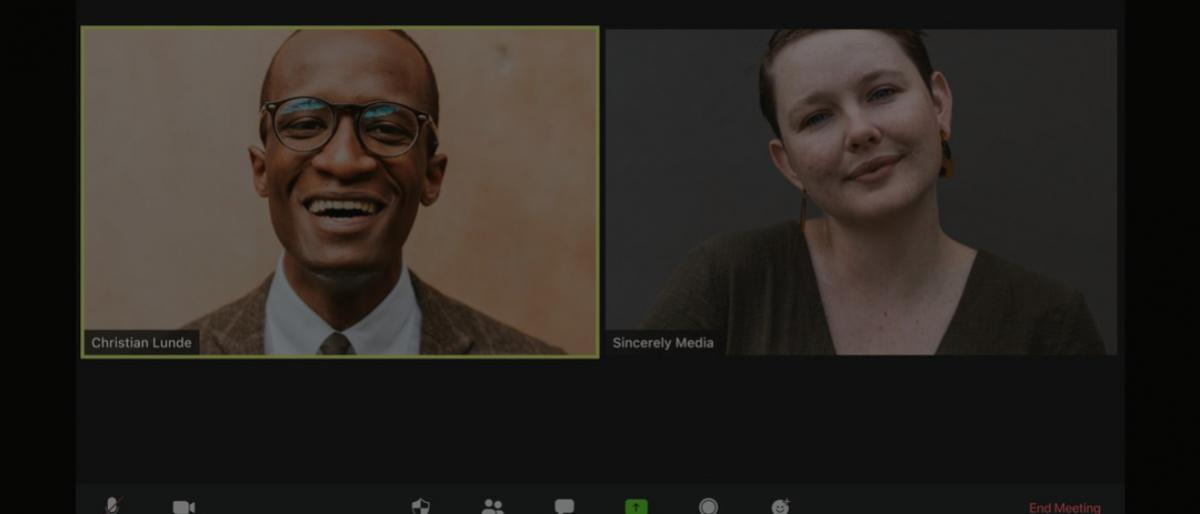 Christian Lunde
Sincerely Media
End Meeting